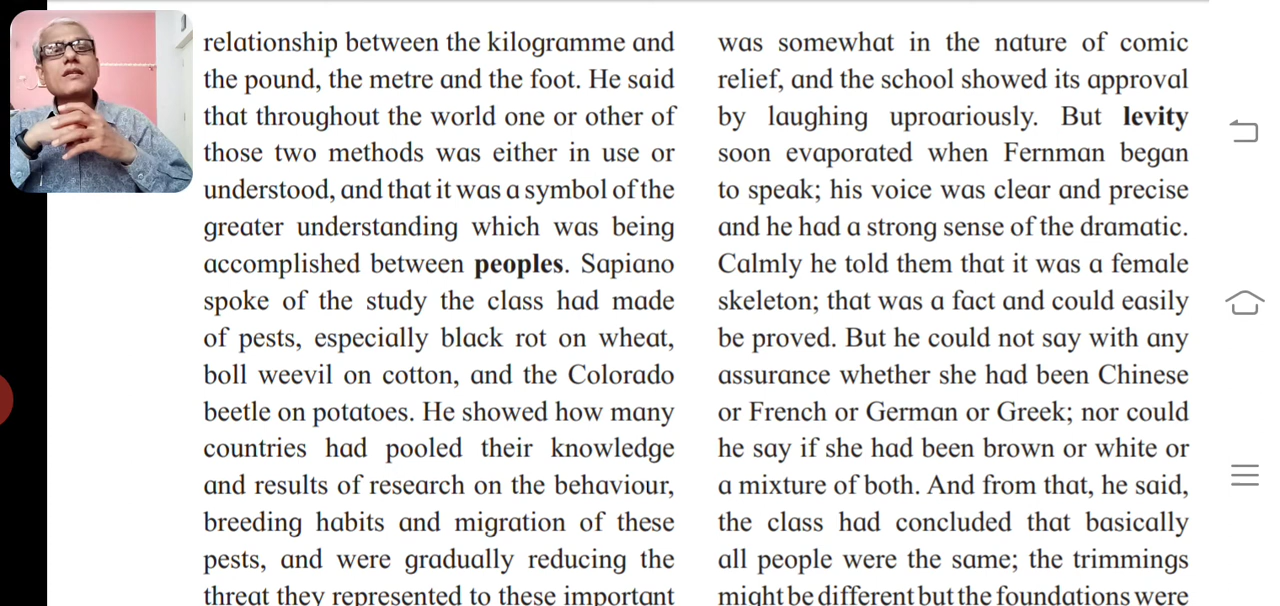 relationship between the kilogramme and
the pound, the metre and the foot. He said
that throughout the world one or other of
those two methods was either in use or
understood, and that it was a symbol of the
greater understanding which was being
accomplished between peoples. Sapiano
spoke of the study the class had made
of pests, especially black rot on wheat,
boll weevil on cotton, and the Colorado
beetle on potatoes. He showed how many
countries had pooled their knowledge
and results of research on the behaviour,
breeding habits and migration of these
pests, and were gradually reducing the
threat they represented to these important
was somewhat in the nature of comic
relief, and the school showed its approval
by laughing uproariously. But levity
soon evaporated when Fernman began
to speak; his voice was clear and precise
and he had a strong sense of the dramatic.
Calmly he told them that it was a female
skeleton; that was a fact and could easily
be proved. But he could not say with any
assurance whether she had been Chinese
or French or German or Greek; nor could
he say if she had been brown or white or
a mixture of both. And from that, he said,
the class had concluded that basically
all people were the same; the trimmings
might be different but the foundations were